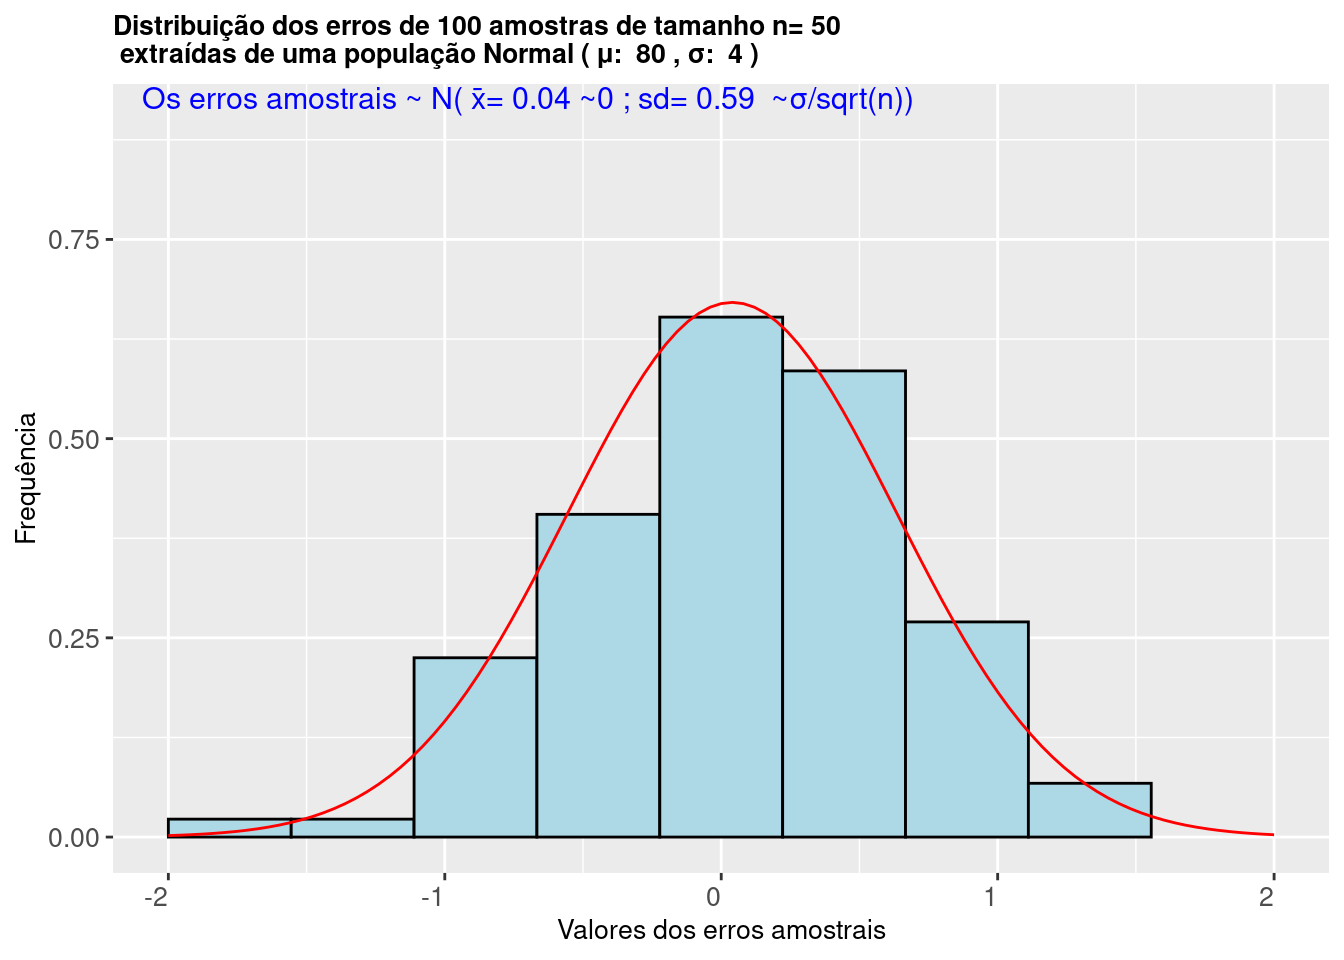 Distribuição dos erros de 100 amostras de tamanho n= 50
extraídas de uma população Normal ( μ:  80 , σ:  4 )
Os erros amostrais ~ N( x̄= 0.04 ~0 ; sd= 0.59  ~σ/sqrt(n))
Frequência
0.75
0.50
0.25
0.00
-2 -1 0 1 2
Valores dos erros amostrais